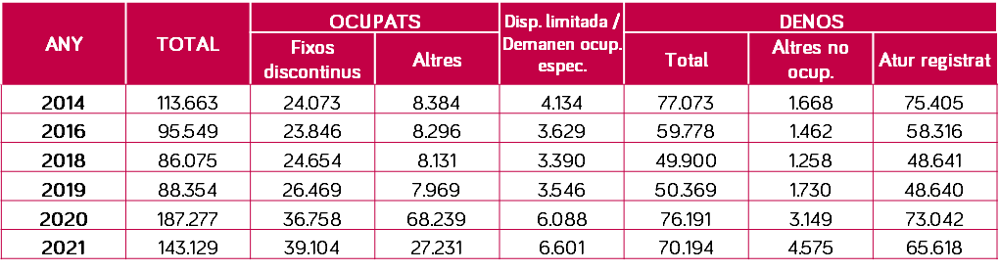 ANY TOTAL OCUPATS Disp. limitada / Demanen ocup. espec. DENOS
Fixos discontinus Altres Total Altres no ocup. Atur registrat
2014 113.663 24.073 8.384 4.134 77.073 1.668 75.405
2016 95.549 23.846 8.296 3.629 59.778 1.462 58.316
2018 86.075 24.654 8.131 3.390 49.900 1.258 48.641
2019 88.354 26.469 7.969 3.546 50.369 1.730 48.640
2020 187.277 36.758 68.239 6.088 76.191 3.149 73.042
2021 143.129 39.104 27.231 6.601 70.194 4.575 65.618